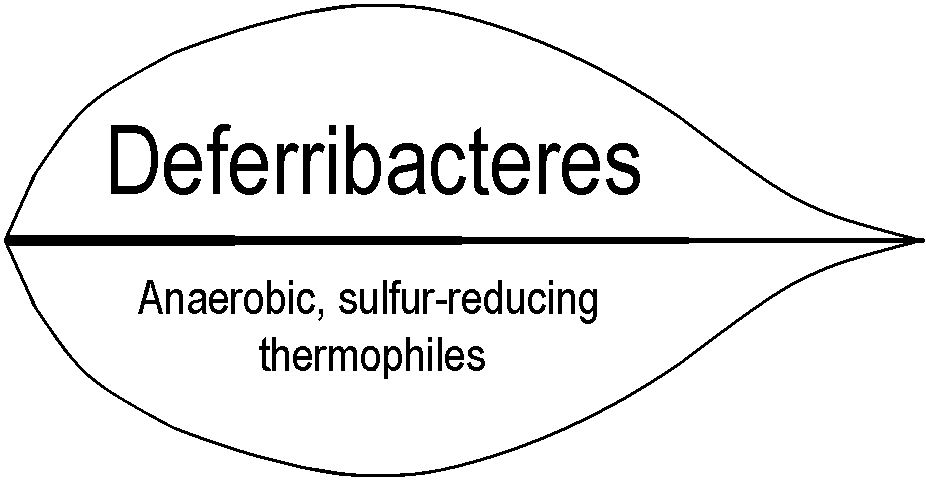 Deferribacteres
Anaerobic, sulfur-reducing
thermophiles